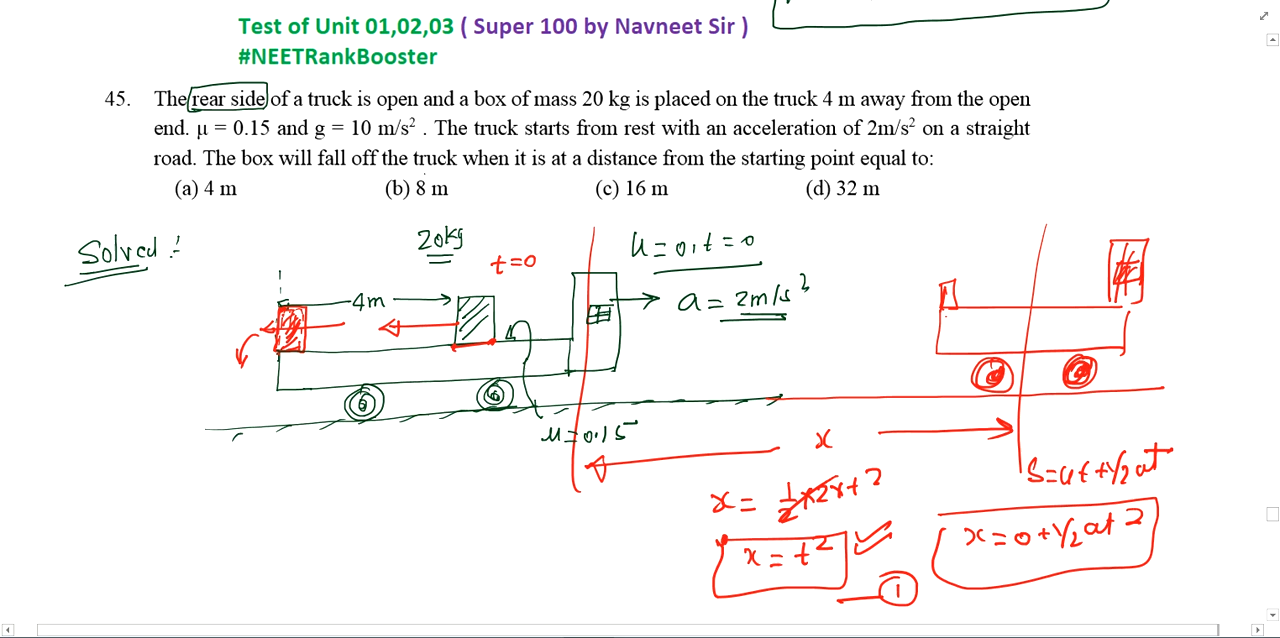 Test of Unit 01,02,03 ( Super 100 by Navneet Sir )
#NEETRankBooster
45. The rear side of a truck is open and a box of mass 20 kg is placed on the truck 4 m away from the open
end. μ = 0.15 and g = 10 m/s² . The truck starts from rest with an acceleration of 2m/s² on a straight
road. The box will fall off the truck when it is at a distance from the starting point equal to:
(a) 4 m (b) 8 m (c) 16 m (d) 32 m
Solved :-
20kg
t=0
u=0, t=0
4m
a = 2m/s²
μ=0.15
x
S=ut+1/2 at
x = 1/2×2×t²
x=0+1/2 at²
x = t²
1